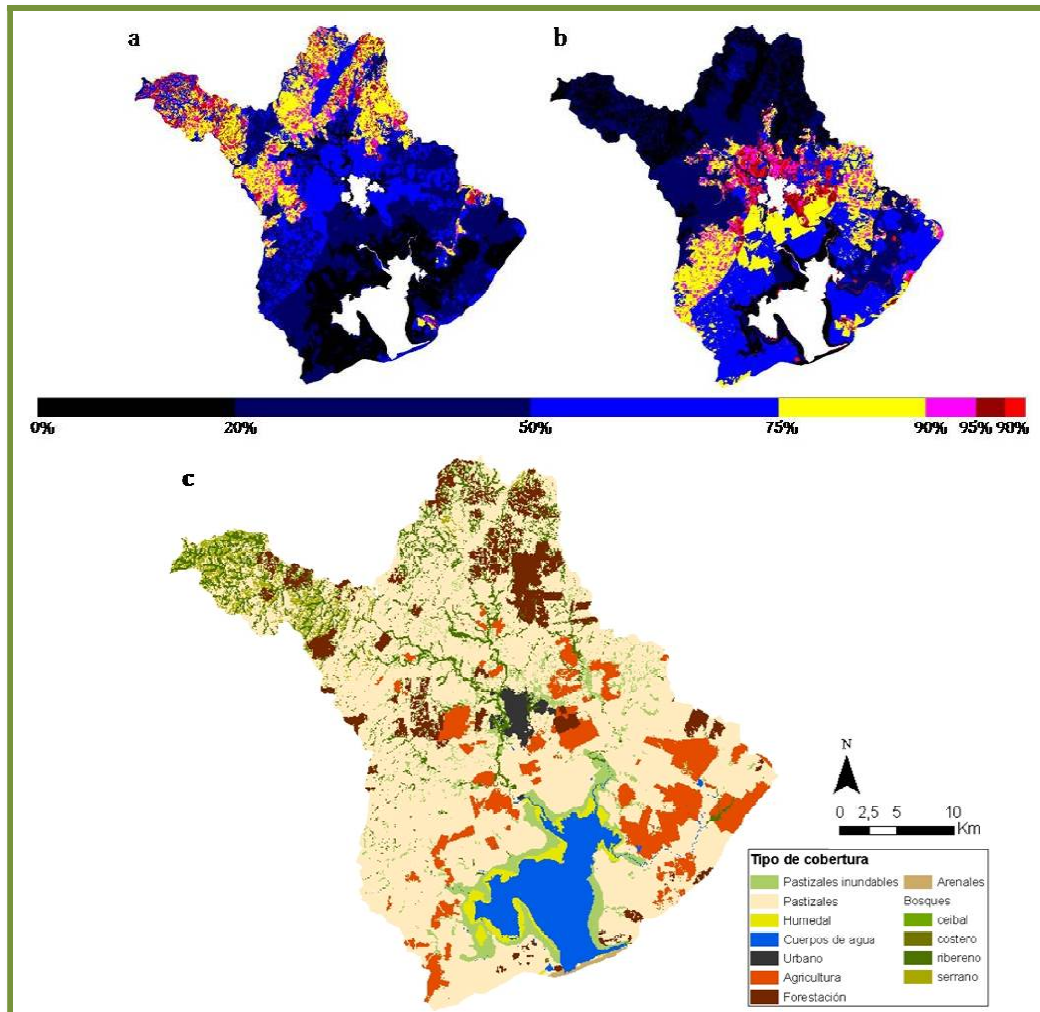 a
b
0% 20% 50% 75% 90% 95% 98%
c
N
0 2,5 5 10
Km
Tipo de cobertura
Pastizales inundables
Pastizales
Humedal
Cuerpos de agua
Urbano
Agricultura
Forestación
Arenales
Bosques
ceibal
costero
ribereno
serrano